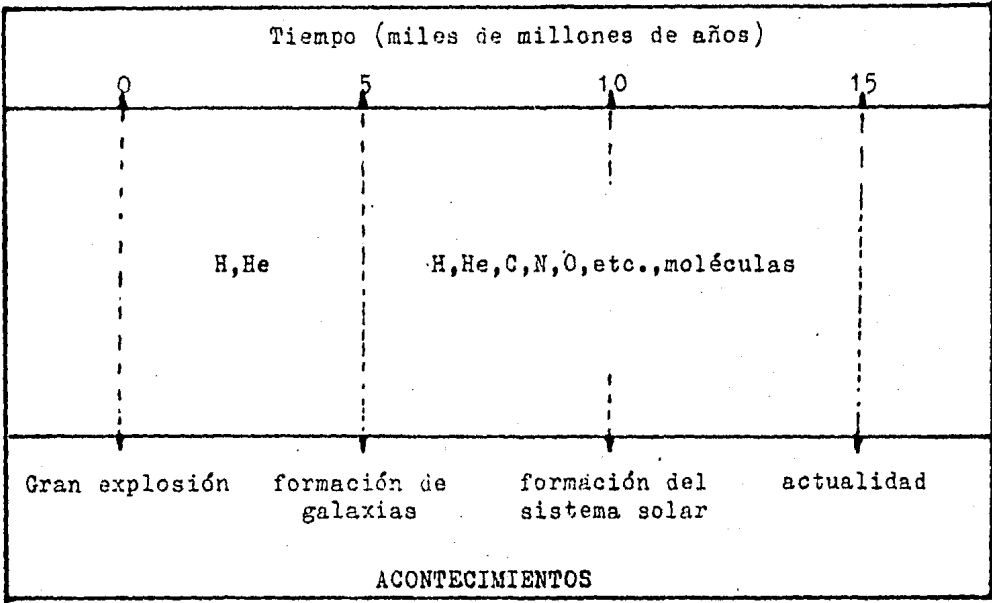 Tiempo (miles de millones de años)
0 5 10 15
H,He H,He,C,N,O,etc.,moléculas
Gran explosión formación de formación del actualidad
galaxias sistema solar
ACONTECIMIENTOS